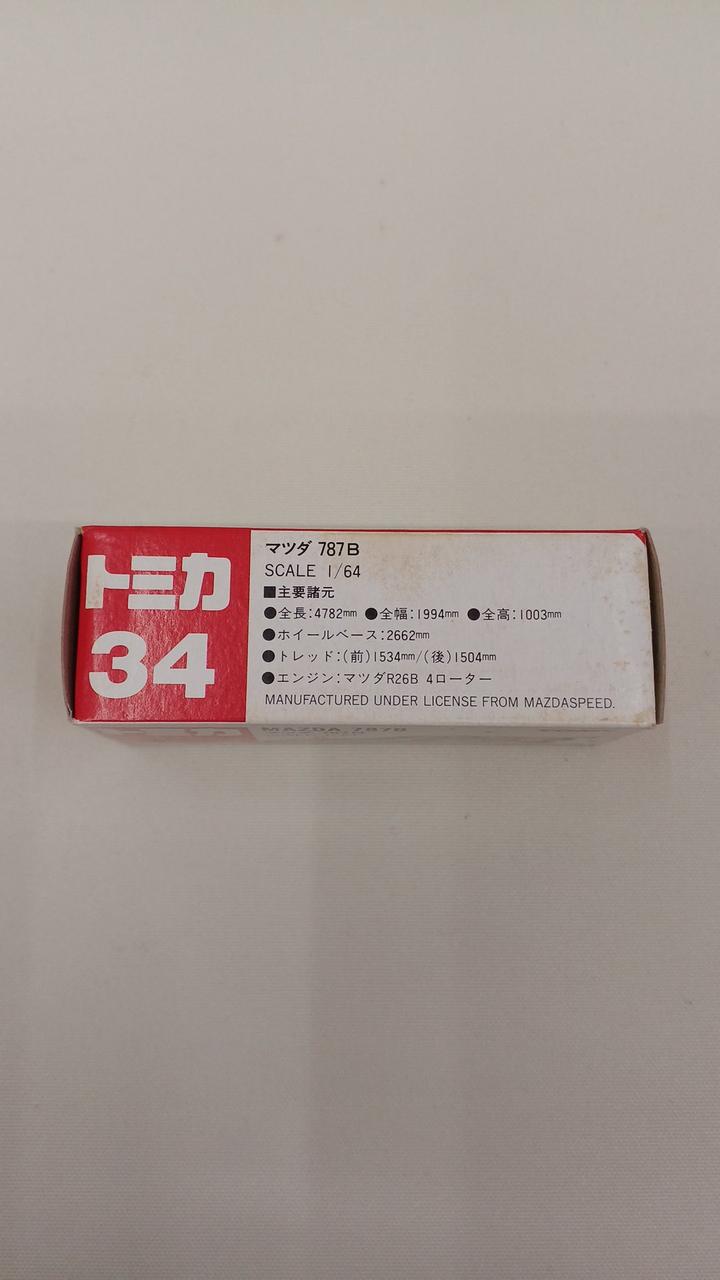 トミカ
34
マツダ 787B
SCALE 1/64
■主要諸元
●全長:4782mm ●全幅:1994mm ●全高:1003mm
●ホイールベース:2662mm
●トレッド:(前)1534mm/(後)1504mm
●エンジン:マツダR26B 4ローター
MANUFACTURED UNDER LICENSE FROM MAZDASPEED.
MAZDA 787B